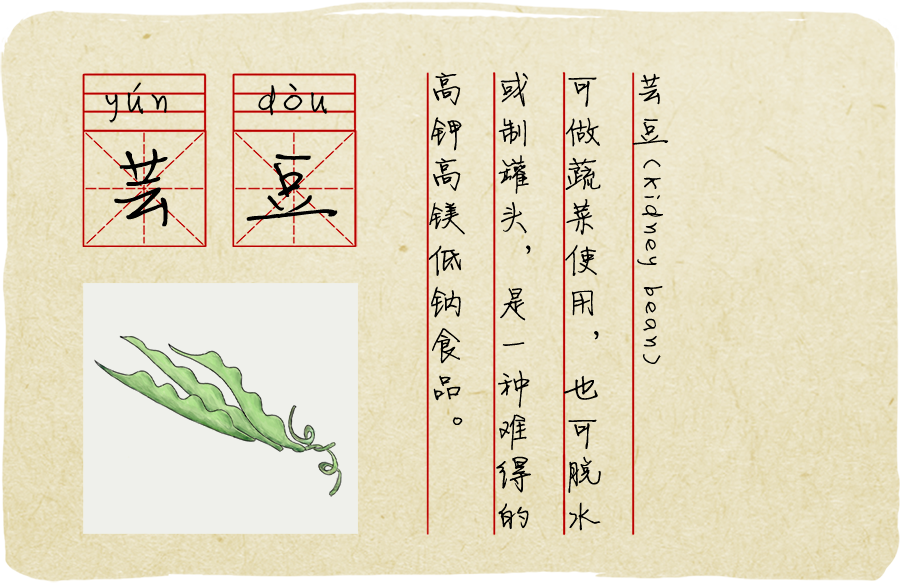 yún dòu
芸豆
芸豆(kidney bean)
可做蔬菜使用，也可脱水
或制罐头，是一种难得的
高钾高镁低钠食品。